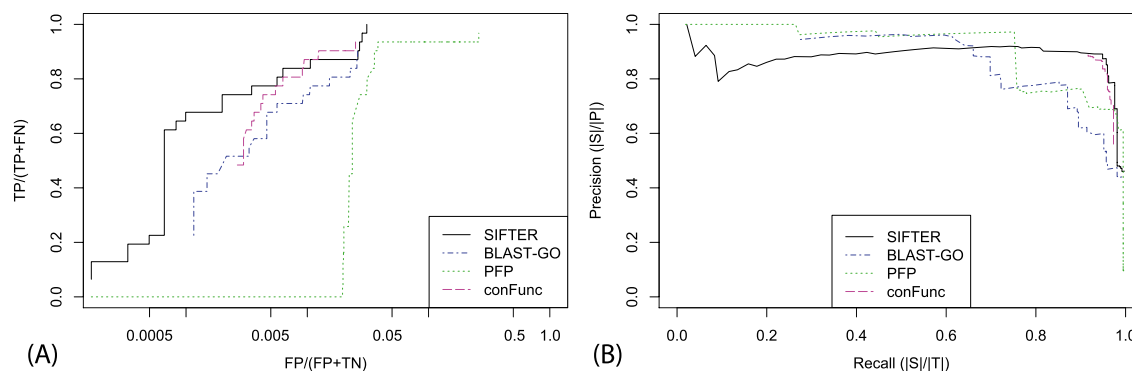 TP/(TP+FN)
1.0
0.8
0.6
0.4
0.2
0.0
SIFTER
BLAST-GO
PFP
conFunc
0.0005
0.005
0.05
0.5
1.0
FP/(FP+TN)
(A)
Precision (|S|/|P|)
1.0
0.8
0.6
0.4
0.2
0.0
SIFTER
BLAST-GO
PFP
conFunc
0.0
0.2
0.4
0.6
0.8
1.0
Recall (|S|/|T|)
(B)